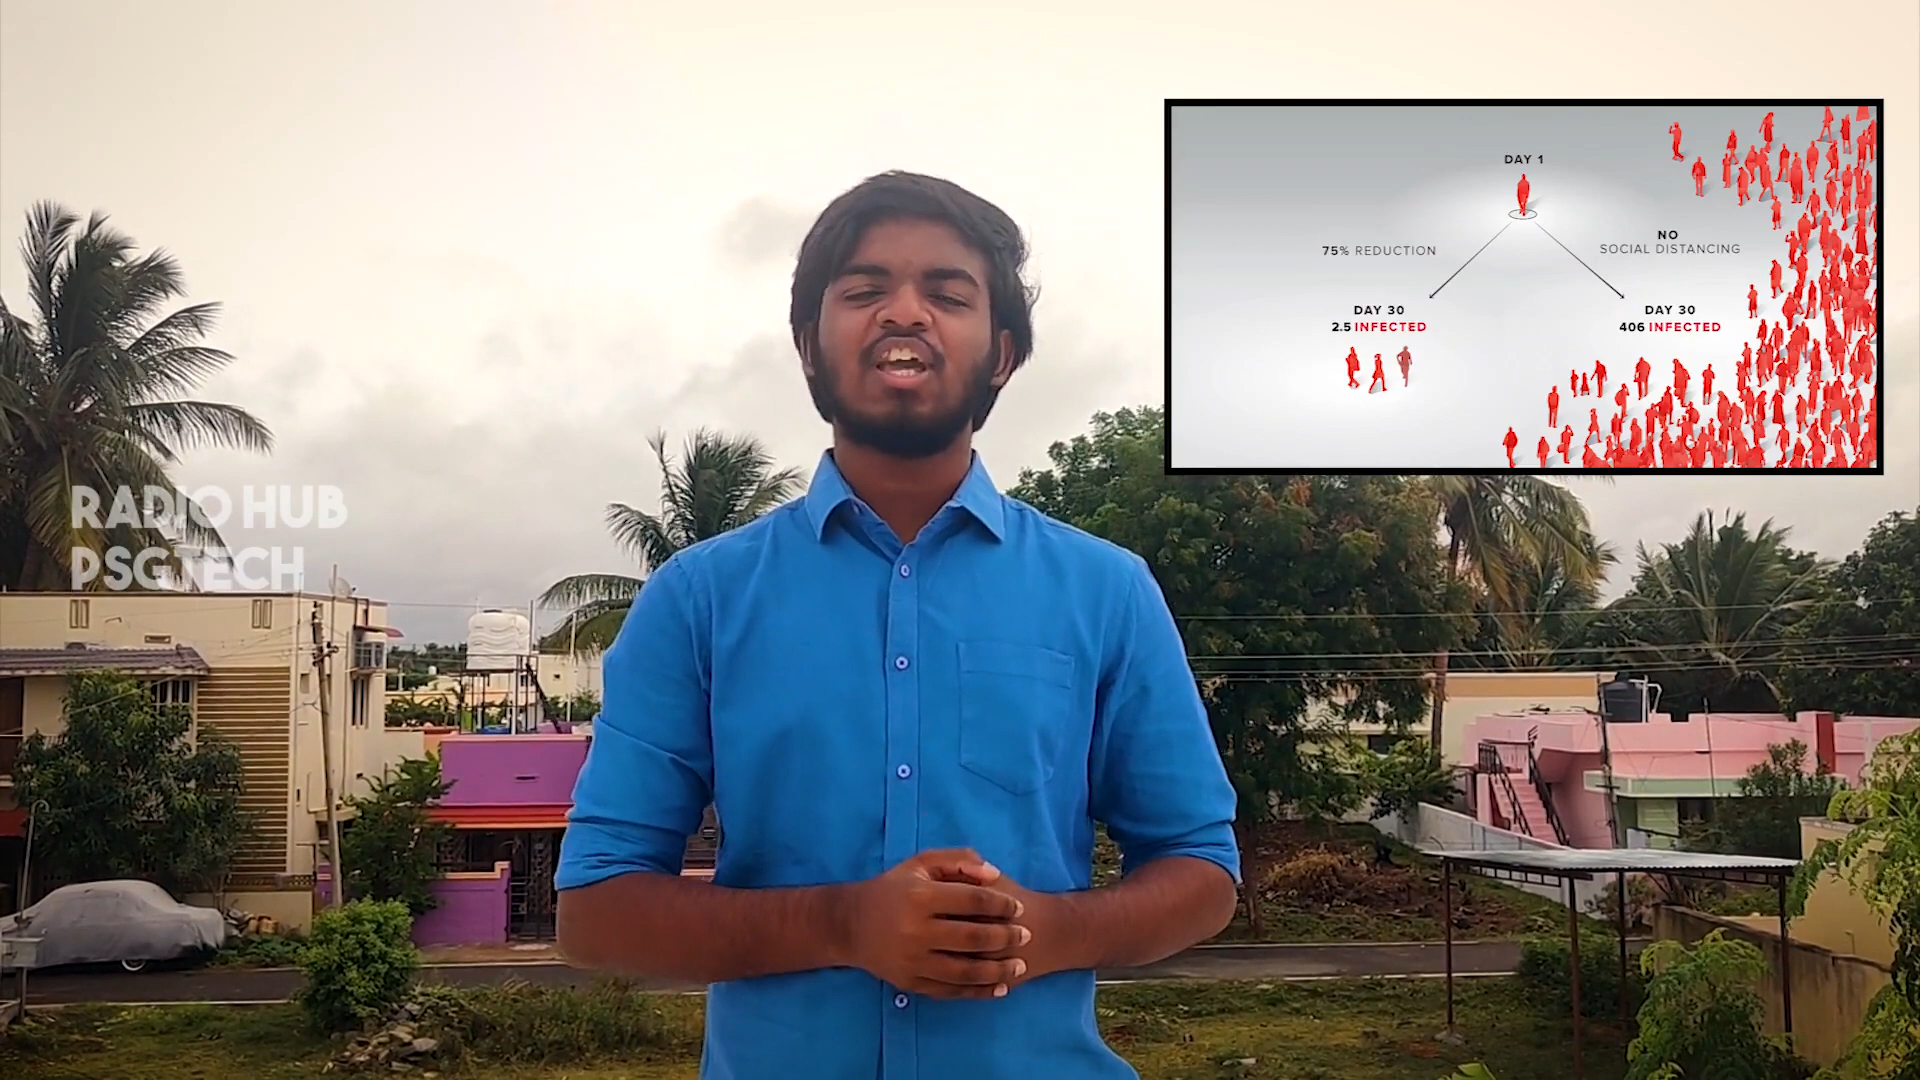 RADIO HUB
PSGTECH
DAY 1
75% REDUCTION
NO
SOCIAL DISTANCING
DAY 30
2.5 INFECTED
DAY 30
406 INFECTED